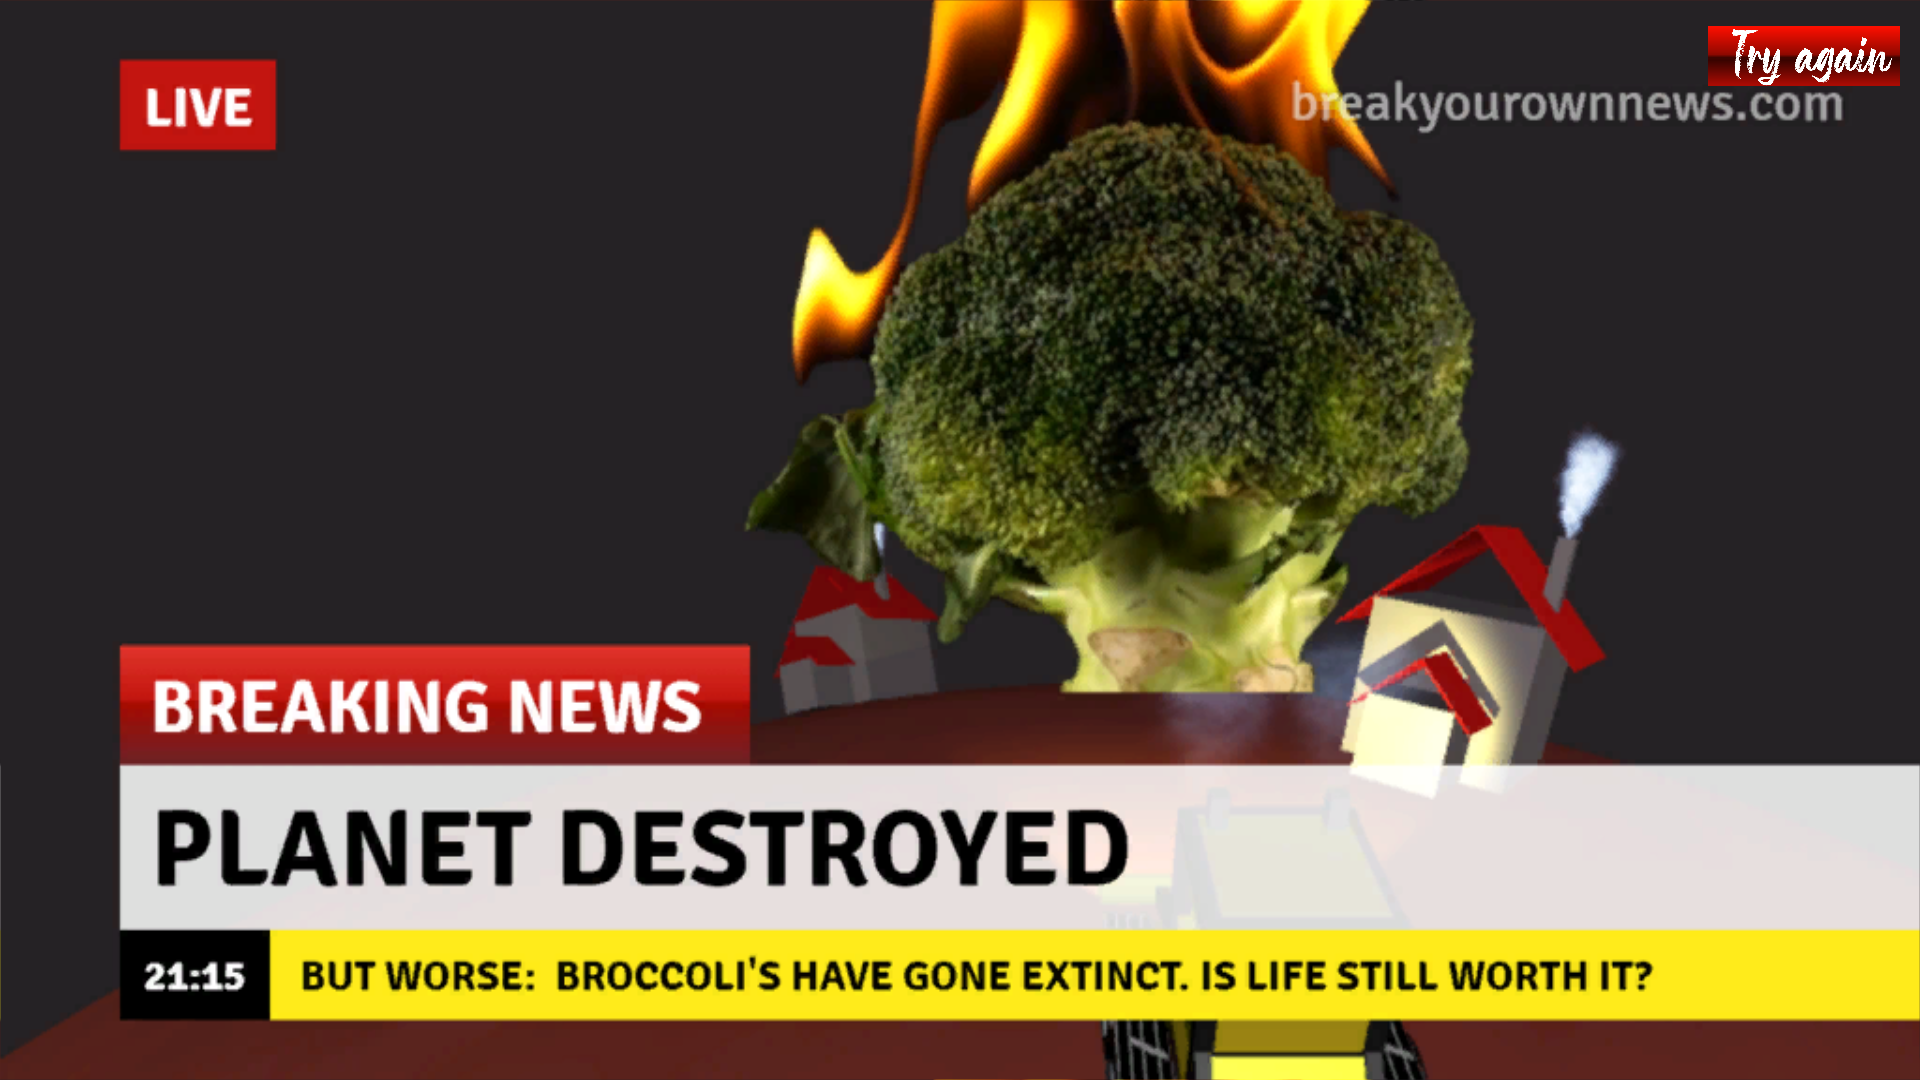 Try again
LIVE
breakyourownnews.com
BREAKING NEWS
PLANET DESTROYED
21:15 BUT WORSE: BROCCOLI'S HAVE GONE EXTINCT. IS LIFE STILL WORTH IT?